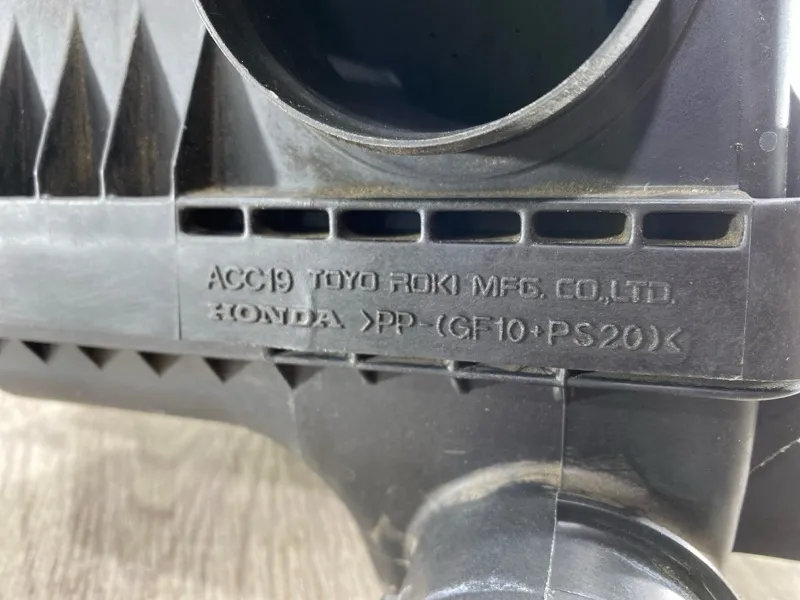 ACC19 TOYO ROKI MFG. CO.,LTD.
HONDA >PP-(GF10+PS20)<